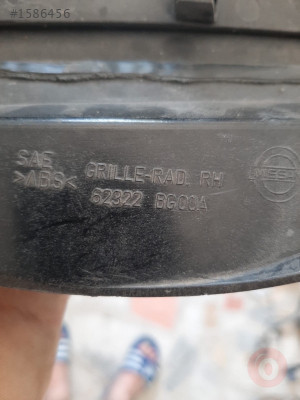 #1586456
SAE GRILLE-RAD. RH
>ABS< 62322 BG00A
NISSAN